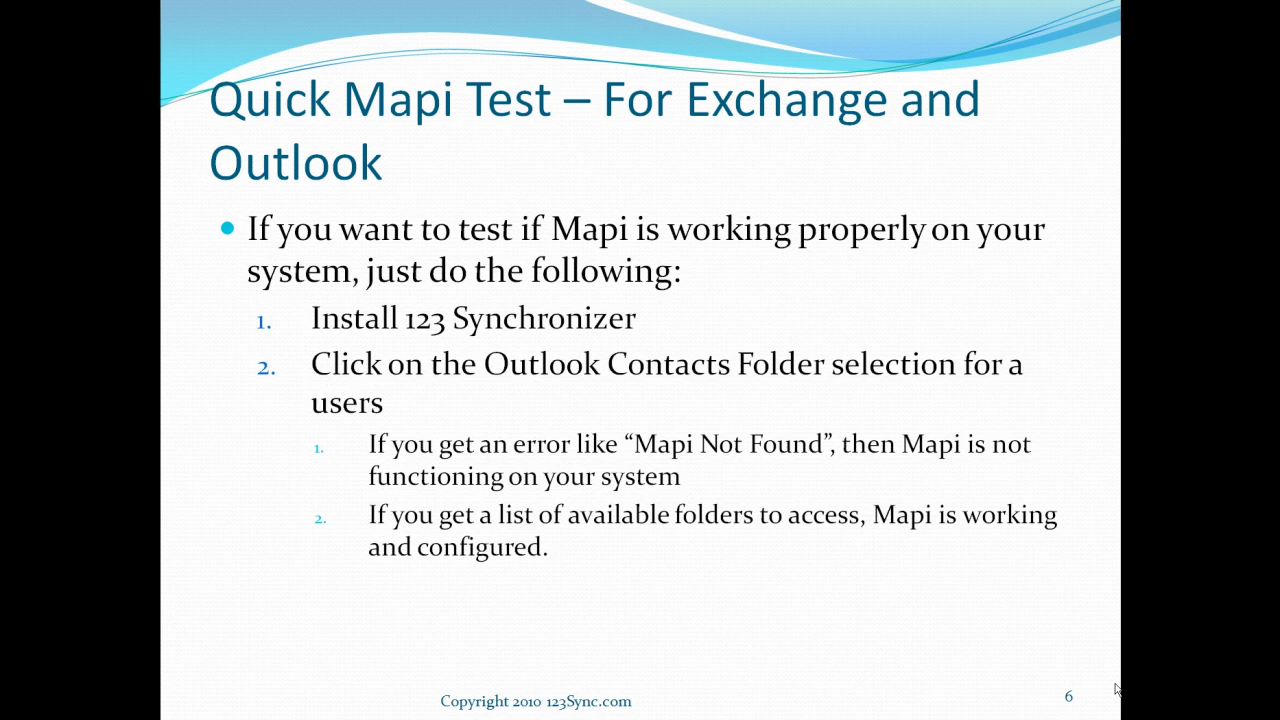 Quick Mapi Test – For Exchange and
Outlook
• If you want to test if Mapi is working properly on your
system, just do the following:
1. Install 123 Synchronizer
2. Click on the Outlook Contacts Folder selection for a
users
1. If you get an error like “Mapi Not Found”, then Mapi is not
functioning on your system
2. If you get a list of available folders to access, Mapi is working
and configured.
Copyright 2010 123Sync.com
6